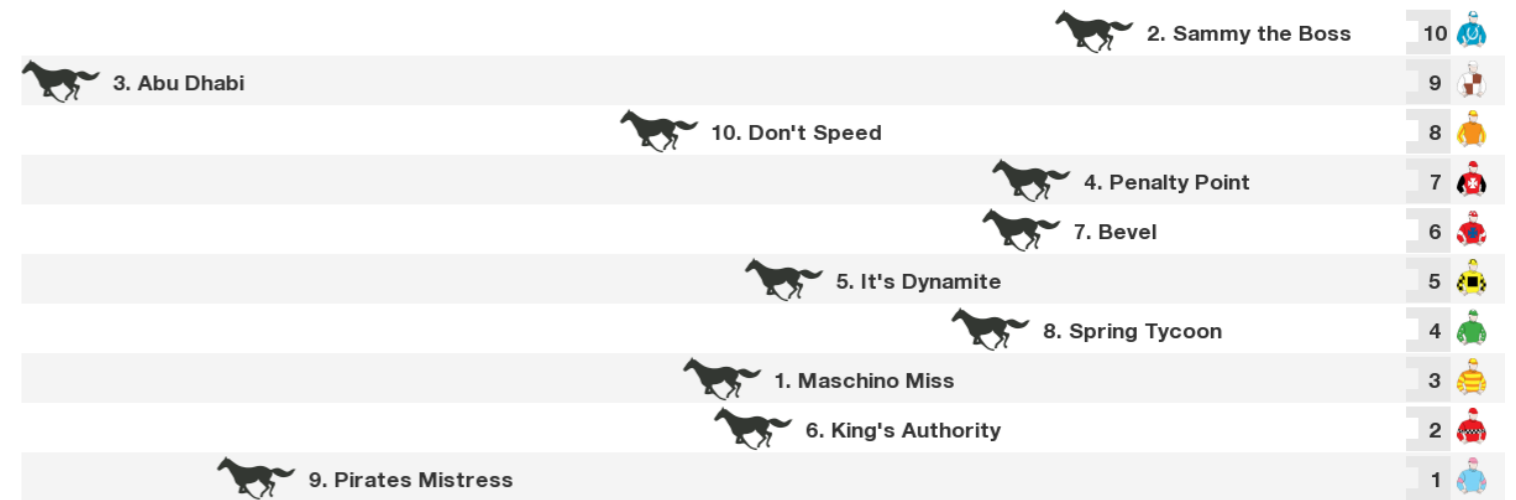 2. Sammy the Boss 10
3. Abu Dhabi 9
10. Don't Speed 8
4. Penalty Point 7
7. Bevel 6
5. It's Dynamite 5
8. Spring Tycoon 4
1. Maschino Miss 3
6. King's Authority 2
9. Pirates Mistress 1